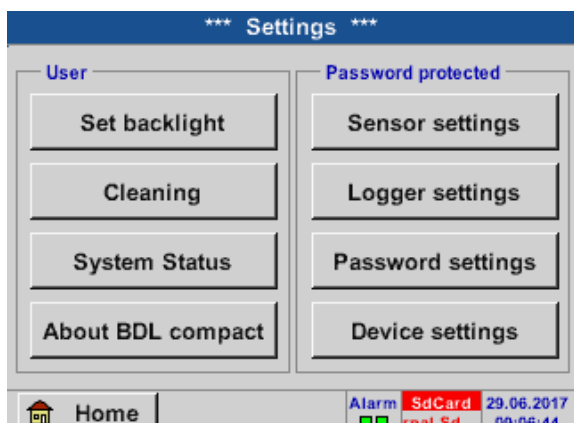 *** Settings ***
User
Set backlight
Cleaning
System Status
About BDL compact
Password protected
Sensor settings
Logger settings
Password settings
Device settings
Home
Alarm
SdCard
29.06.2017